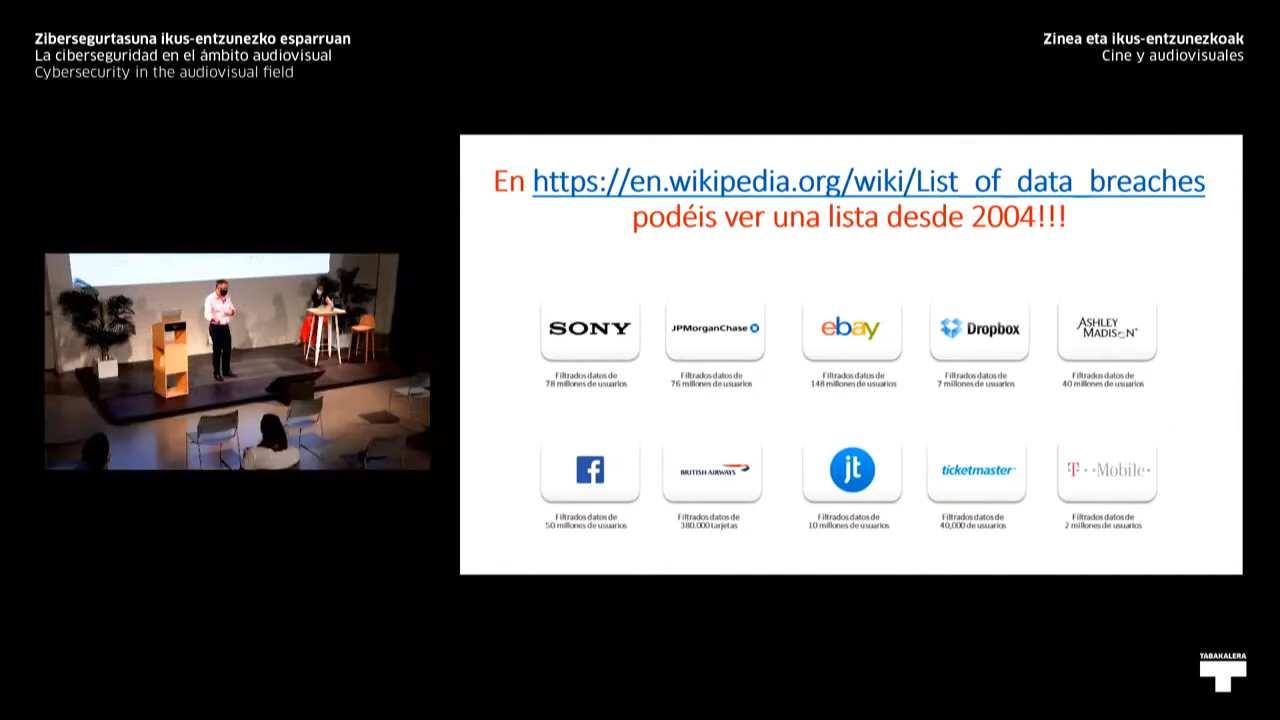 Zibersegurtasuna ikus-entzunezko esparruan
La ciberseguridad en el ámbito audiovisual
Cybersecurity in the audiovisual field
Zinea eta ikus-entzunezkoak
Cine y audiovisuales
En https://en.wikipedia.org/wiki/List_of_data_breaches
podéis ver una lista desde 2004!!!
SONY
JPMorganChase
ebay
Dropbox
ASHLEY
MADISON
Filtrados datos de
78 millones de usuarios
Filtrados datos de
76 millones de usuarios
Filtrados datos de
148 millones de usuarios
Filtrados datos de
7 millones de usuarios
Filtrados datos de
40 millones de usuarios
f
BRITISH AIRWAYS
jt
ticketmaster
T··Mobile·
Filtrados datos de
50 millones de usuarios
Filtrados datos de
380.000 tarjetas
Filtrados datos de
10 millones de usuarios
Filtrados datos de
40,000 de usuarios
Filtrados datos de
2 millones de usuarios
TABAKALERA